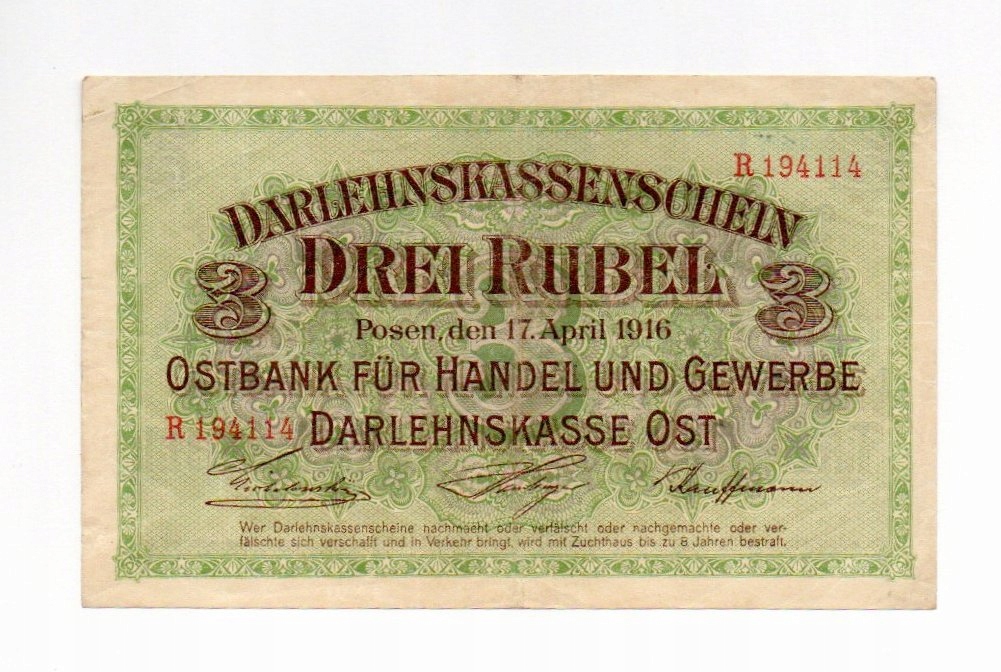 R 194114
DARLEHNSKASSENSCHEIN
DREI RUBEL
3 3
Posen, den 17. April 1916
OSTBANK FÜR HANDEL UND GEWERBE
R 194114 DARLEHNSKASSE OST
Kauffmann
Wer Darlehnskassenscheine nachmacht oder verfälscht oder nachgemachte oder ver-
fälschte sich verschafft und in Verkehr bringt, wird mit Zuchthaus bis zu 8 Jahren bestraft.